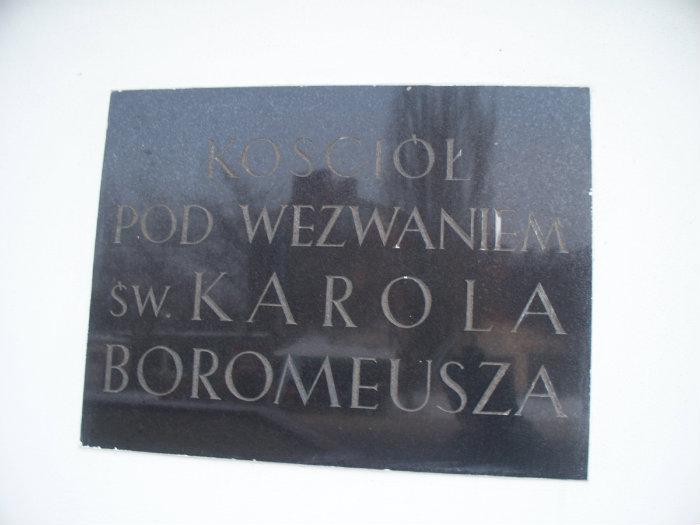 KOŚCIÓŁ
POD WEZWANIEM
ŚW. KAROLA
BOROMEUSZA